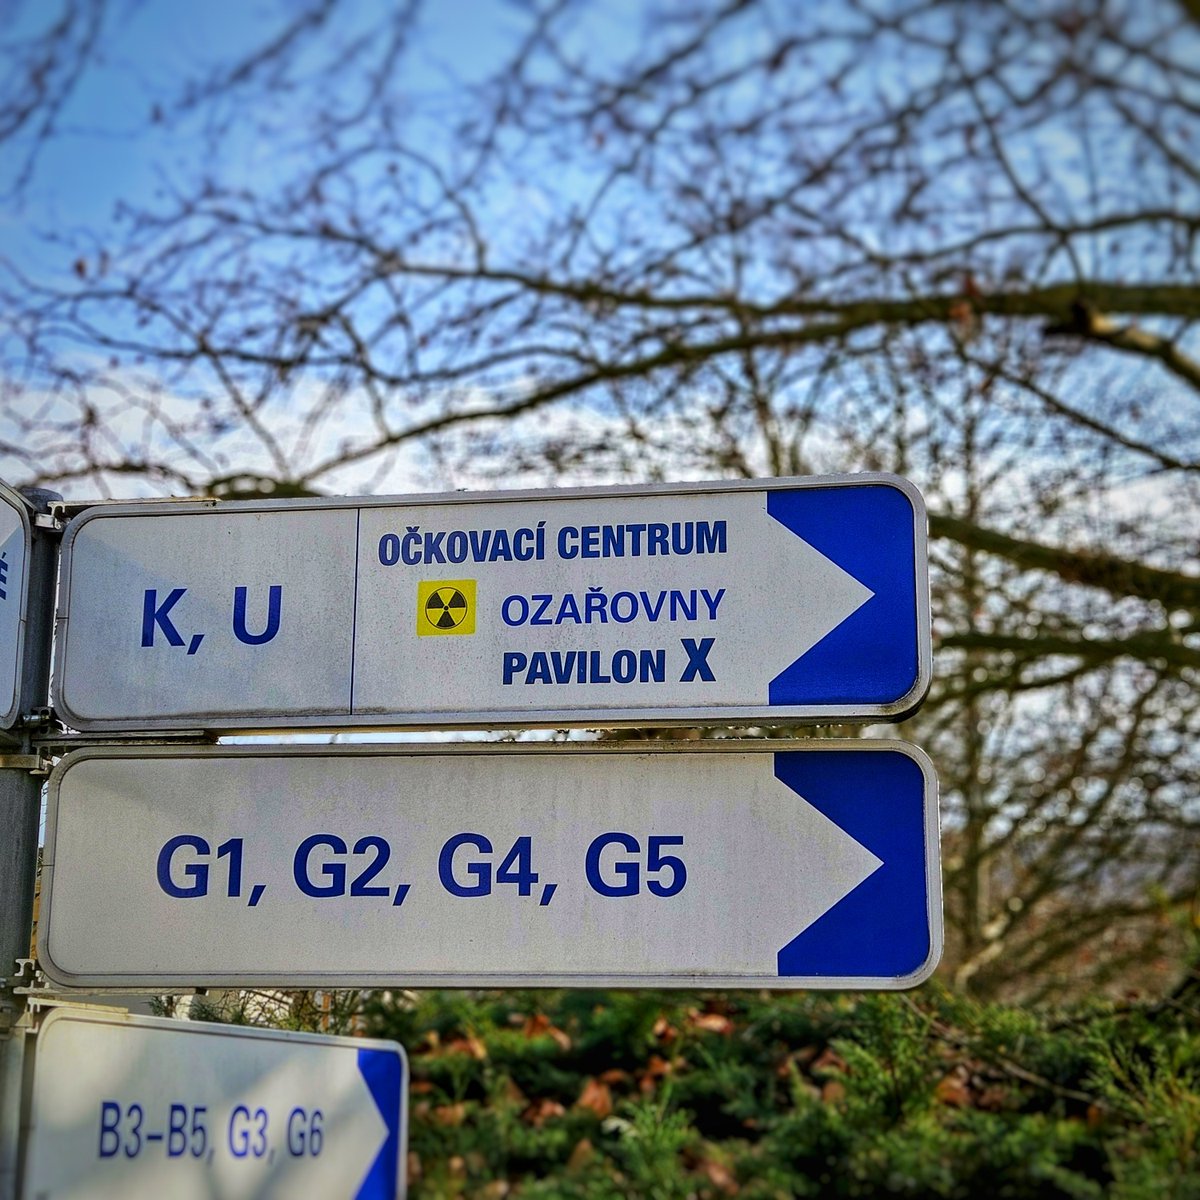 K, U
OČKOVACÍ CENTRUM
OZAŘOVNY
PAVILON X
G1, G2, G4, G5
B3-B5, G3, G6